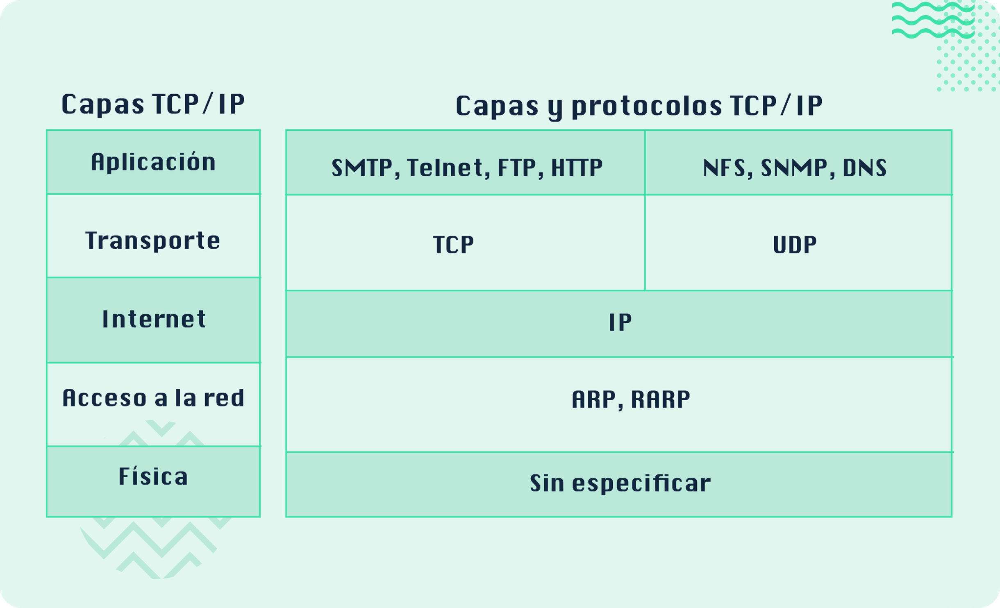 Capas TCP/IP
Capas y protocolos TCP/IP
Aplicación
SMTP, Telnet, FTP, HTTP
NFS, SNMP, DNS
Transporte
TCP
UDP
Internet
IP
Acceso a la red
ARP, RARP
Física
Sin especificar